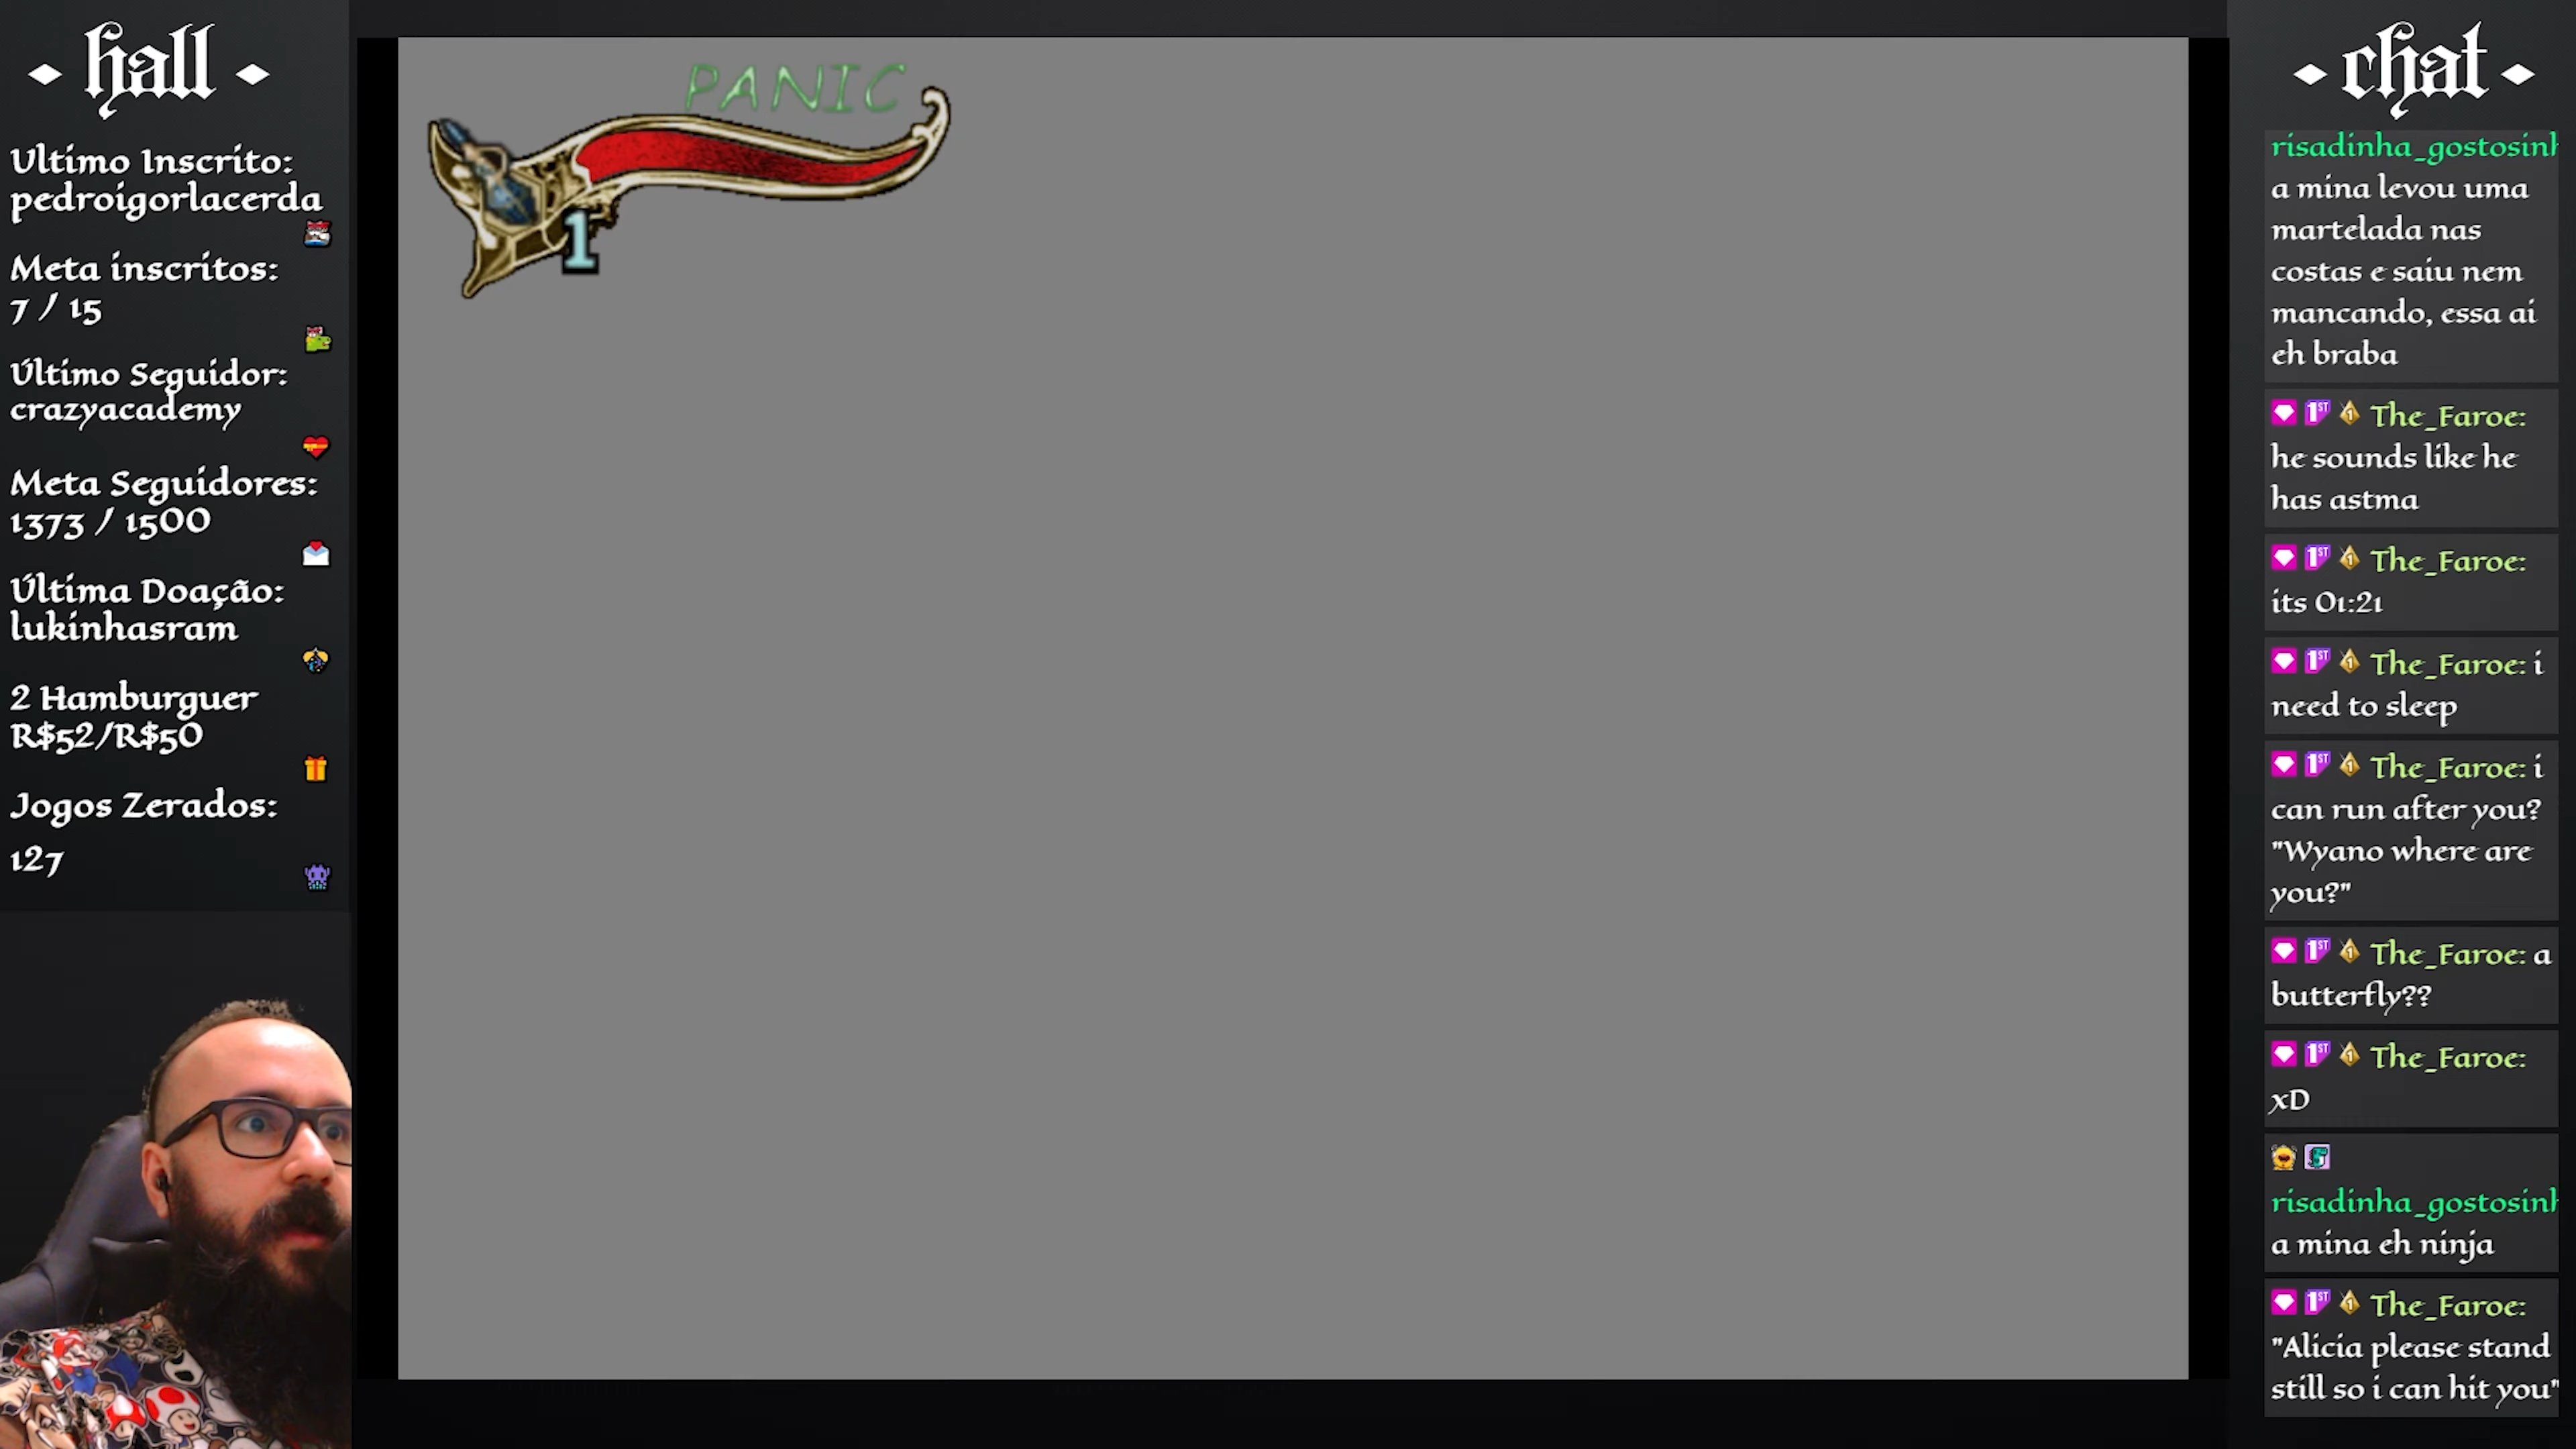 hall
Ultimo Inscrito:
pedroigorlacerda
Meta inscritos:
7 / 15
Último Seguidor:
crazyacademy
Meta Seguidores:
1373 / 1500
Última Doação:
lukinhasram
2 Hamburguer
R$52/R$50
Jogos Zerados:
127
PANIC
1
chat
risadinha_gostosinh
a mina levou uma
martelada nas
costas e saiu nem
mancando, essa ai
eh braba
The_Faroe:
he sounds like he
has astma
The_Faroe:
its 01:21
The_Faroe: i
need to sleep
The_Faroe: i
can run after you?
"Wyano where are
you?"
The_Faroe: a
butterfly??
The_Faroe:
xD
risadinha_gostosinh
a mina eh ninja
The_Faroe:
"Alicia please stand
still so i can hit you"